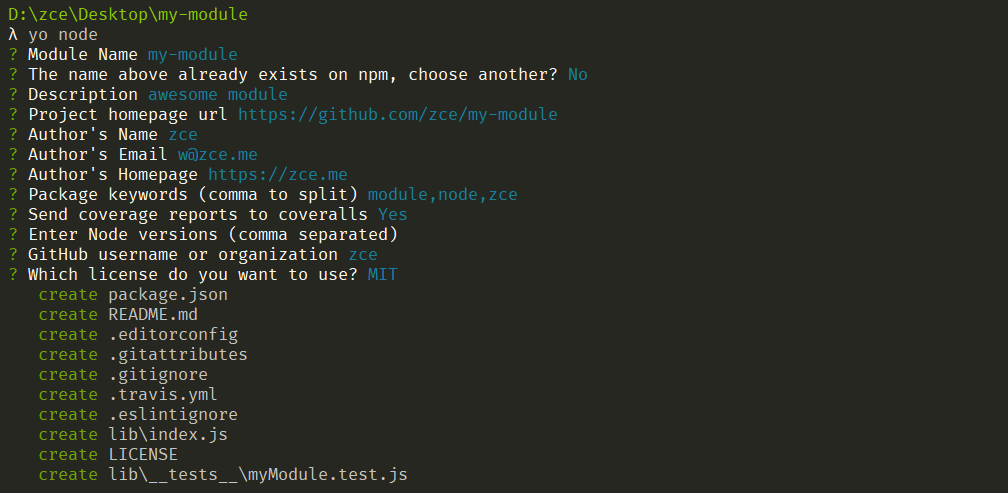 D:\zce\Desktop\my-module
λ yo node
? Module Name my-module
? The name above already exists on npm, choose another? No
? Description awesome module
? Project homepage url https://github.com/zce/my-module
? Author's Name zce
? Author's Email w@zce.me
? Author's Homepage https://zce.me
? Package keywords (comma to split) module,node,zce
? Send coverage reports to coveralls Yes
? Enter Node versions (comma separated)
? GitHub username or organization zce
? Which license do you want to use? MIT
   create package.json
   create README.md
   create .editorconfig
   create .gitattributes
   create .gitignore
   create .travis.yml
   create .eslintignore
   create lib\index.js
   create LICENSE
   create lib\__tests__\myModule.test.js